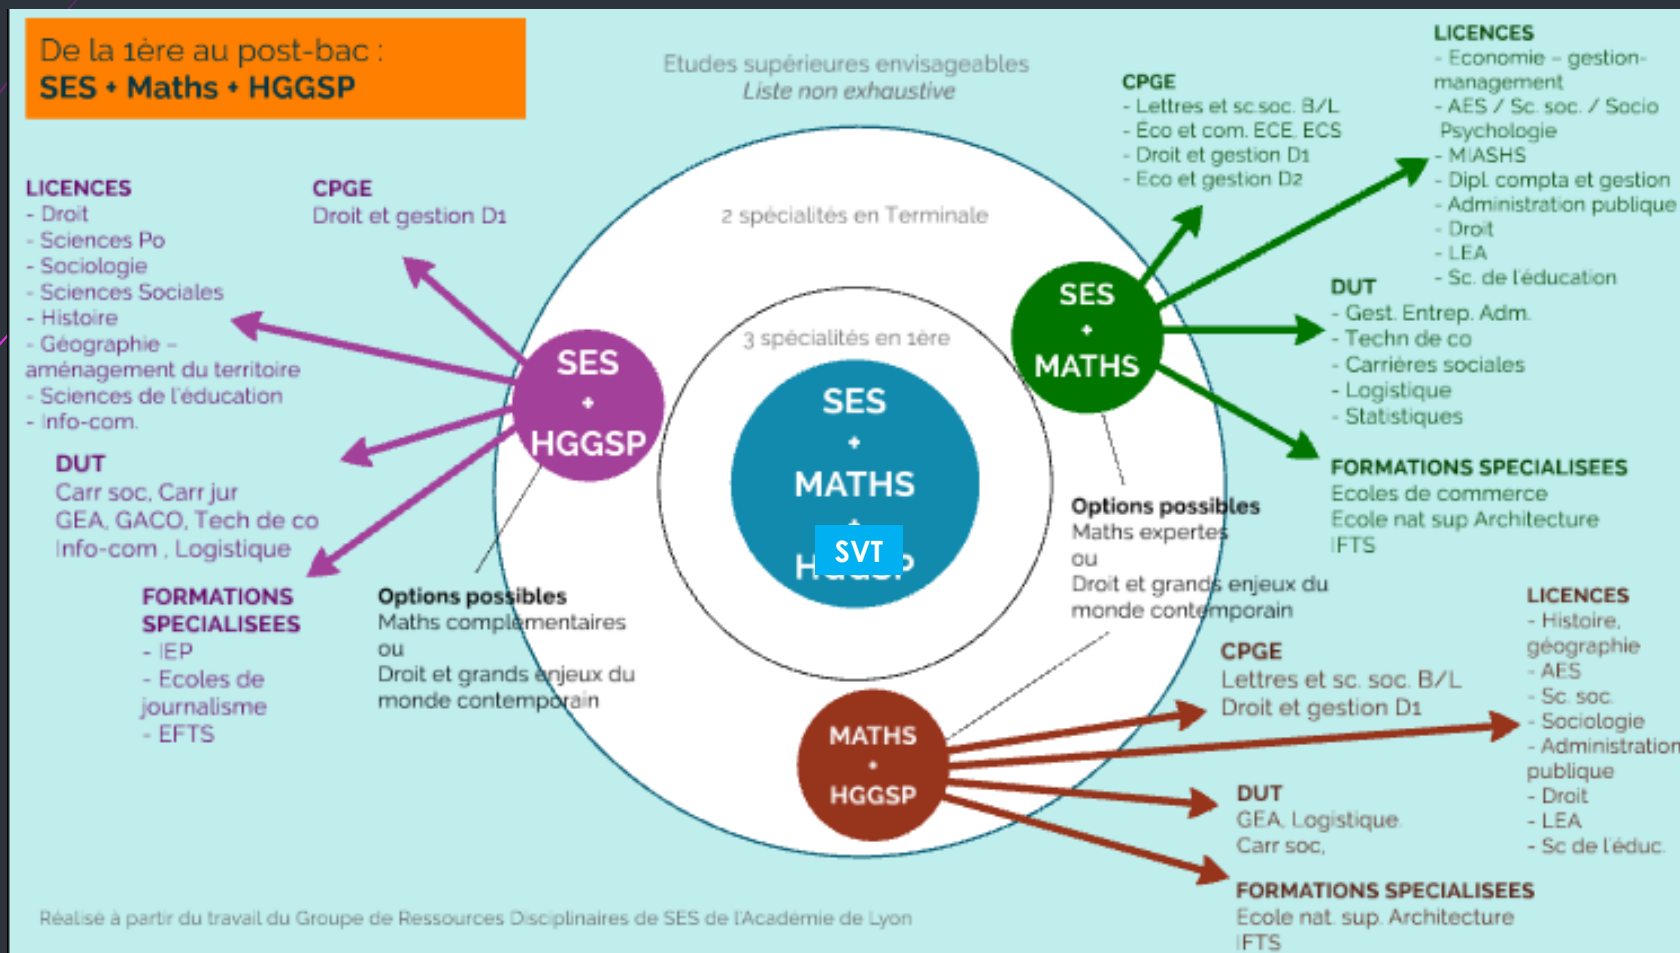 De la 1ère au post-bac :
SES + Maths + HGGSP
Etudes supérieures envisageables
Liste non exhaustive
LICENCES
- Droit
- Sciences Po
- Sociologie
- Sciences Sociales
- Histoire
- Géographie –
aménagement du territoire
- Sciences de l'éducation
- Info-com.
CPGE
Droit et gestion D1
DUT
Carr soc, Carr jur
GEA, GACO, Tech de co
Info-com , Logistique
FORMATIONS
SPECIALISEES
- IEP
- Ecoles de
journalisme
- EFTS
SES
+
HGGSP
Options possibles
Maths complémentaires
ou
Droit et grands enjeux du
monde contemporain
2 spécialités en Terminale
3 spécialités en 1ère
SES
+
MATHS
+
SVT
HGGSP
SES
+
MATHS
CPGE
- Lettres et sc.soc. B/L
- Éco et com. ECE, ECS
- Droit et gestion D1
- Eco et gestion D2
LICENCES
- Economie – gestion-
management
- AES / Sc. soc. / Socio
Psychologie
- MIASHS
- Dipl. compta et gestion
- Administration publique
- Droit
- LEA
- Sc. de l'éducation
DUT
- Gest. Entrep. Adm.
- Techn de co
- Carrières sociales
- Logistique
- Statistiques
FORMATIONS SPECIALISEES
Ecoles de commerce
Ecole nat sup Architecture
IFTS
Options possibles
Maths expertes
ou
Droit et grands enjeux du
monde contemporain
MATHS
+
HGGSP
CPGE
Lettres et sc. soc. B/L
Droit et gestion D1
LICENCES
- Histoire,
géographie
- AES
- Sc. soc.
- Sociologie
- Administration
publique
- Droit
- LEA
- Sc de l'éduc.
DUT
GEA, Logistique.
Carr soc,
FORMATIONS SPECIALISEES
Ecole nat. sup. Architecture
IFTS
Réalisé à partir du travail du Groupe de Ressources Disciplinaires de SES de l'Académie de Lyon